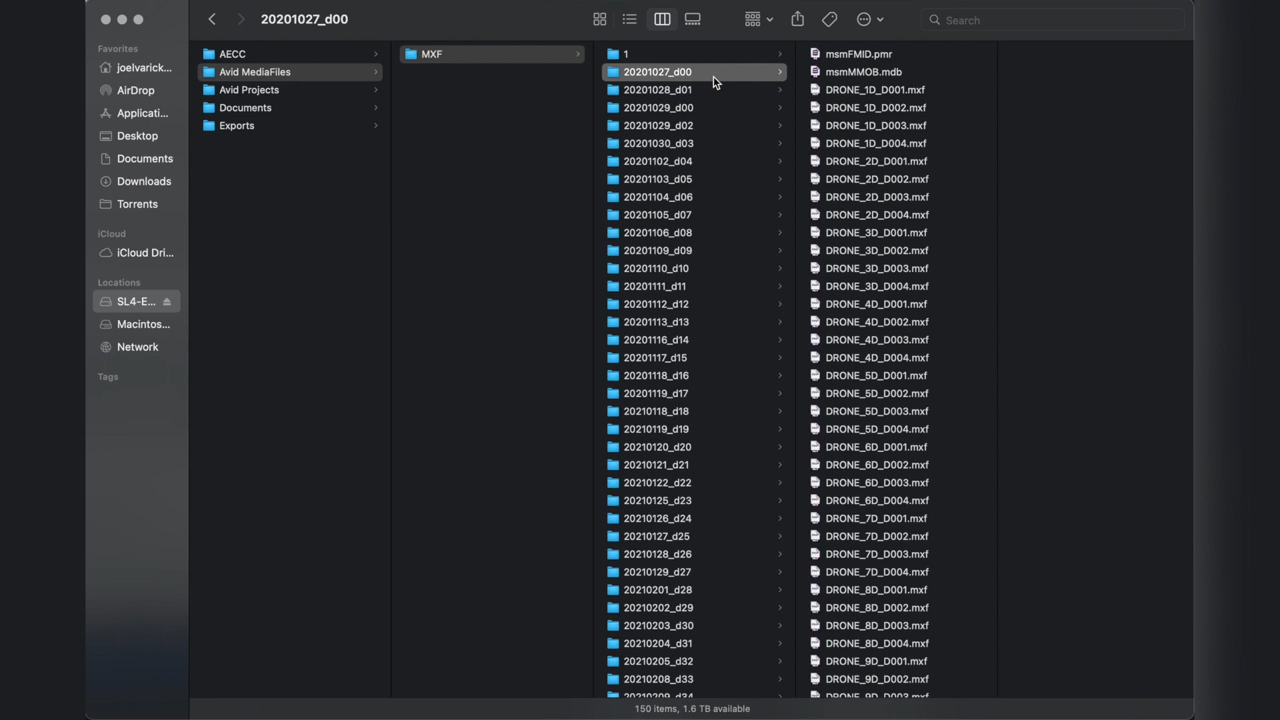 20201027_d00
Search
Favorites
joelvarick...
AirDrop
Applicati...
Desktop
Documents
Downloads
Torrents
iCloud
iCloud Dri...
Locations
SL4-E...
Macintos...
Network
Tags
AECC
Avid MediaFiles
Avid Projects
Documents
Exports
MXF
1
20201027_d00
20201028_d01
20201029_d00
20201029_d02
20201030_d03
20201102_d04
20201103_d05
20201104_d06
20201105_d07
20201106_d08
20201109_d09
20201110_d10
20201111_d11
20201112_d12
20201113_d13
20201116_d14
20201117_d15
20201118_d16
20201119_d17
20210118_d18
20210119_d19
20210120_d20
20210121_d21
20210122_d22
20210125_d23
20210126_d24
20210127_d25
20210128_d26
20210129_d27
20210201_d28
20210202_d29
20210203_d30
20210204_d31
20210205_d32
20210208_d33
20210209_d34
msmFMID.pmr
msmMMOB.mdb
DRONE_1D_D001.mxf
DRONE_1D_D002.mxf
DRONE_1D_D003.mxf
DRONE_1D_D004.mxf
DRONE_2D_D001.mxf
DRONE_2D_D002.mxf
DRONE_2D_D003.mxf
DRONE_2D_D004.mxf
DRONE_3D_D001.mxf
DRONE_3D_D002.mxf
DRONE_3D_D003.mxf
DRONE_3D_D004.mxf
DRONE_4D_D001.mxf
DRONE_4D_D002.mxf
DRONE_4D_D003.mxf
DRONE_4D_D004.mxf
DRONE_5D_D001.mxf
DRONE_5D_D002.mxf
DRONE_5D_D003.mxf
DRONE_5D_D004.mxf
DRONE_6D_D001.mxf
DRONE_6D_D002.mxf
DRONE_6D_D003.mxf
DRONE_6D_D004.mxf
DRONE_7D_D001.mxf
DRONE_7D_D002.mxf
DRONE_7D_D003.mxf
DRONE_7D_D004.mxf
DRONE_8D_D001.mxf
DRONE_8D_D002.mxf
DRONE_8D_D003.mxf
DRONE_8D_D004.mxf
DRONE_9D_D001.mxf
DRONE_9D_D002.mxf
DRONE_9D_D003.mxf
150 items, 1.6 TB available